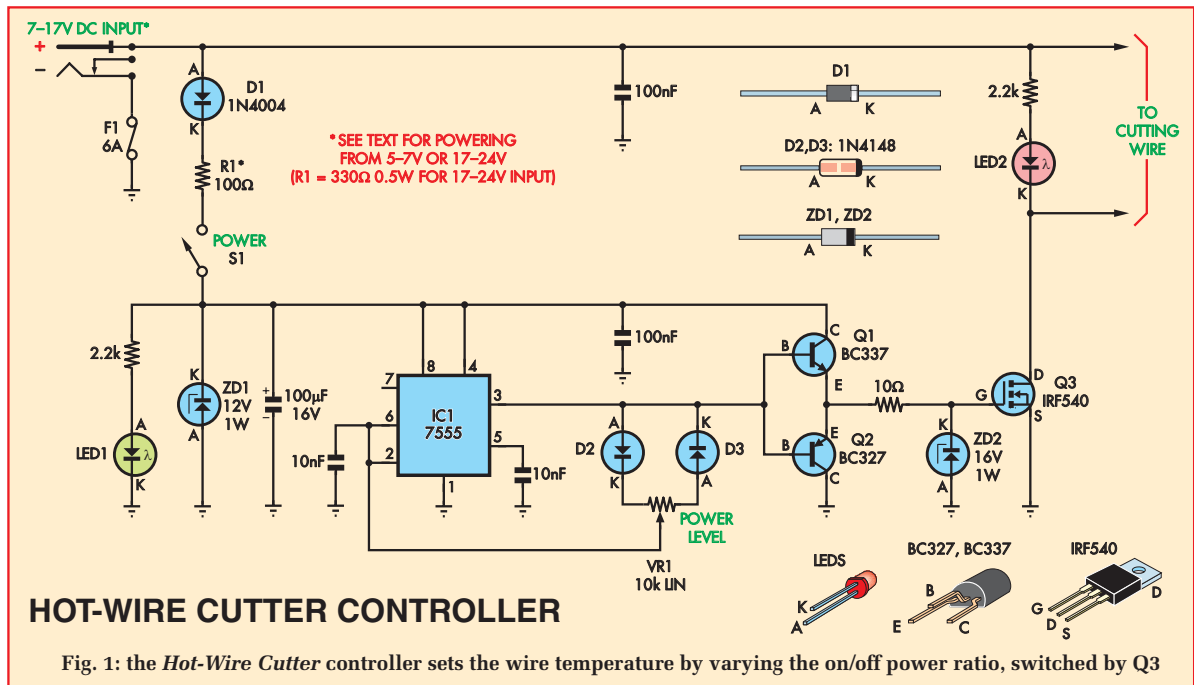 7–17V DC INPUT*
+
−
F1
6A
A
D1
1N4004
K
R1*
100Ω
POWER
S1
* SEE TEXT FOR POWERING
FROM 5–7V OR 17–24V
(R1 = 330Ω 0.5W FOR 17–24V INPUT)
100nF
D1
A
K
D2,D3: 1N4148
A
K
ZD1, ZD2
A
K
2.2k
A
LED2
λ
K
TO
CUTTING
WIRE
2.2k
A
LED1
λ
K
K
ZD1
12V
1W
A
+
100µF
16V
−
10nF
7
8
4
6
3
IC1
7555
2
5
1
10nF
100nF
A
D2
K
K
D3
A
POWER
LEVEL
VR1
10k LIN
C
B
Q1
BC337
E
E
B
Q2
BC327
C
10Ω
K
ZD2
16V
1W
A
D
G
Q3
IRF540
S
LEDS
K
A
BC327, BC337
B
E
C
IRF540
G
D
S
D
HOT-WIRE CUTTER CONTROLLER
Fig. 1: the Hot-Wire Cutter controller sets the wire temperature by varying the on/off power ratio, switched by Q3